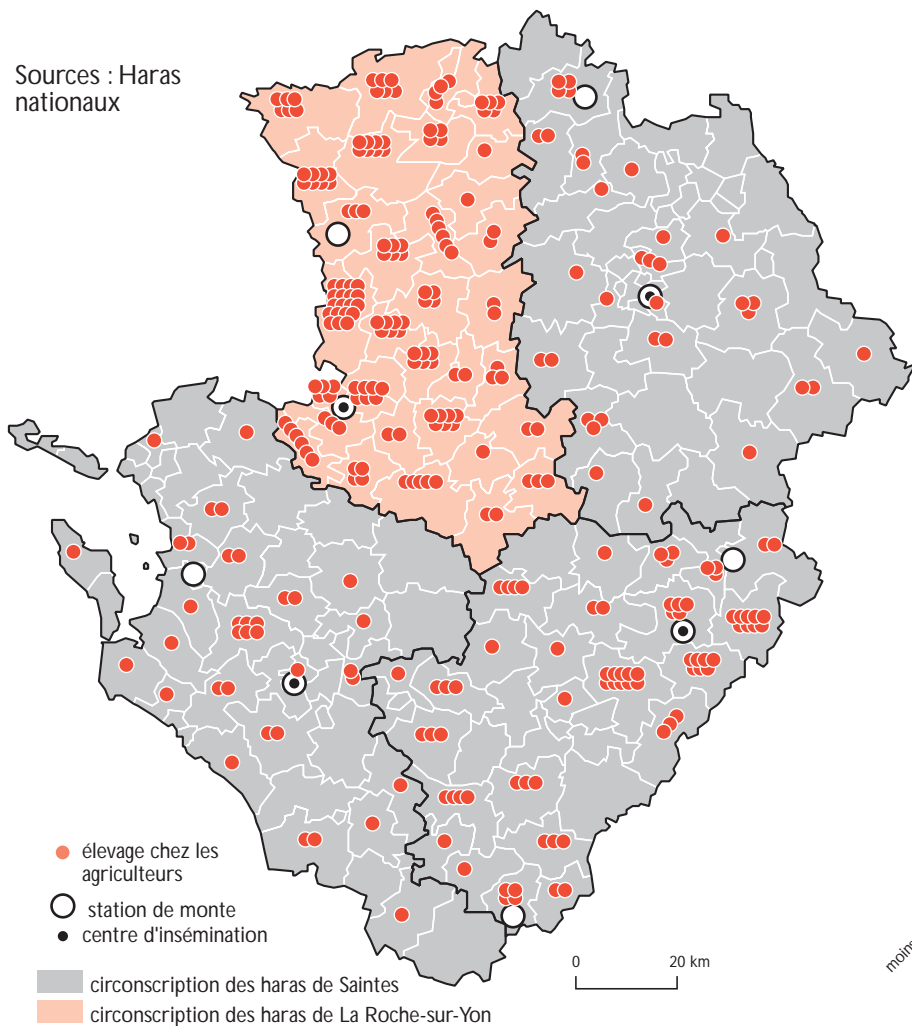 Sources : Haras
nationaux
élevage chez les
agriculteurs
station de monte
centre d'insémination
circonscription des haras de Saintes
circonscription des haras de La Roche-sur-Yon
0 20 km
moins